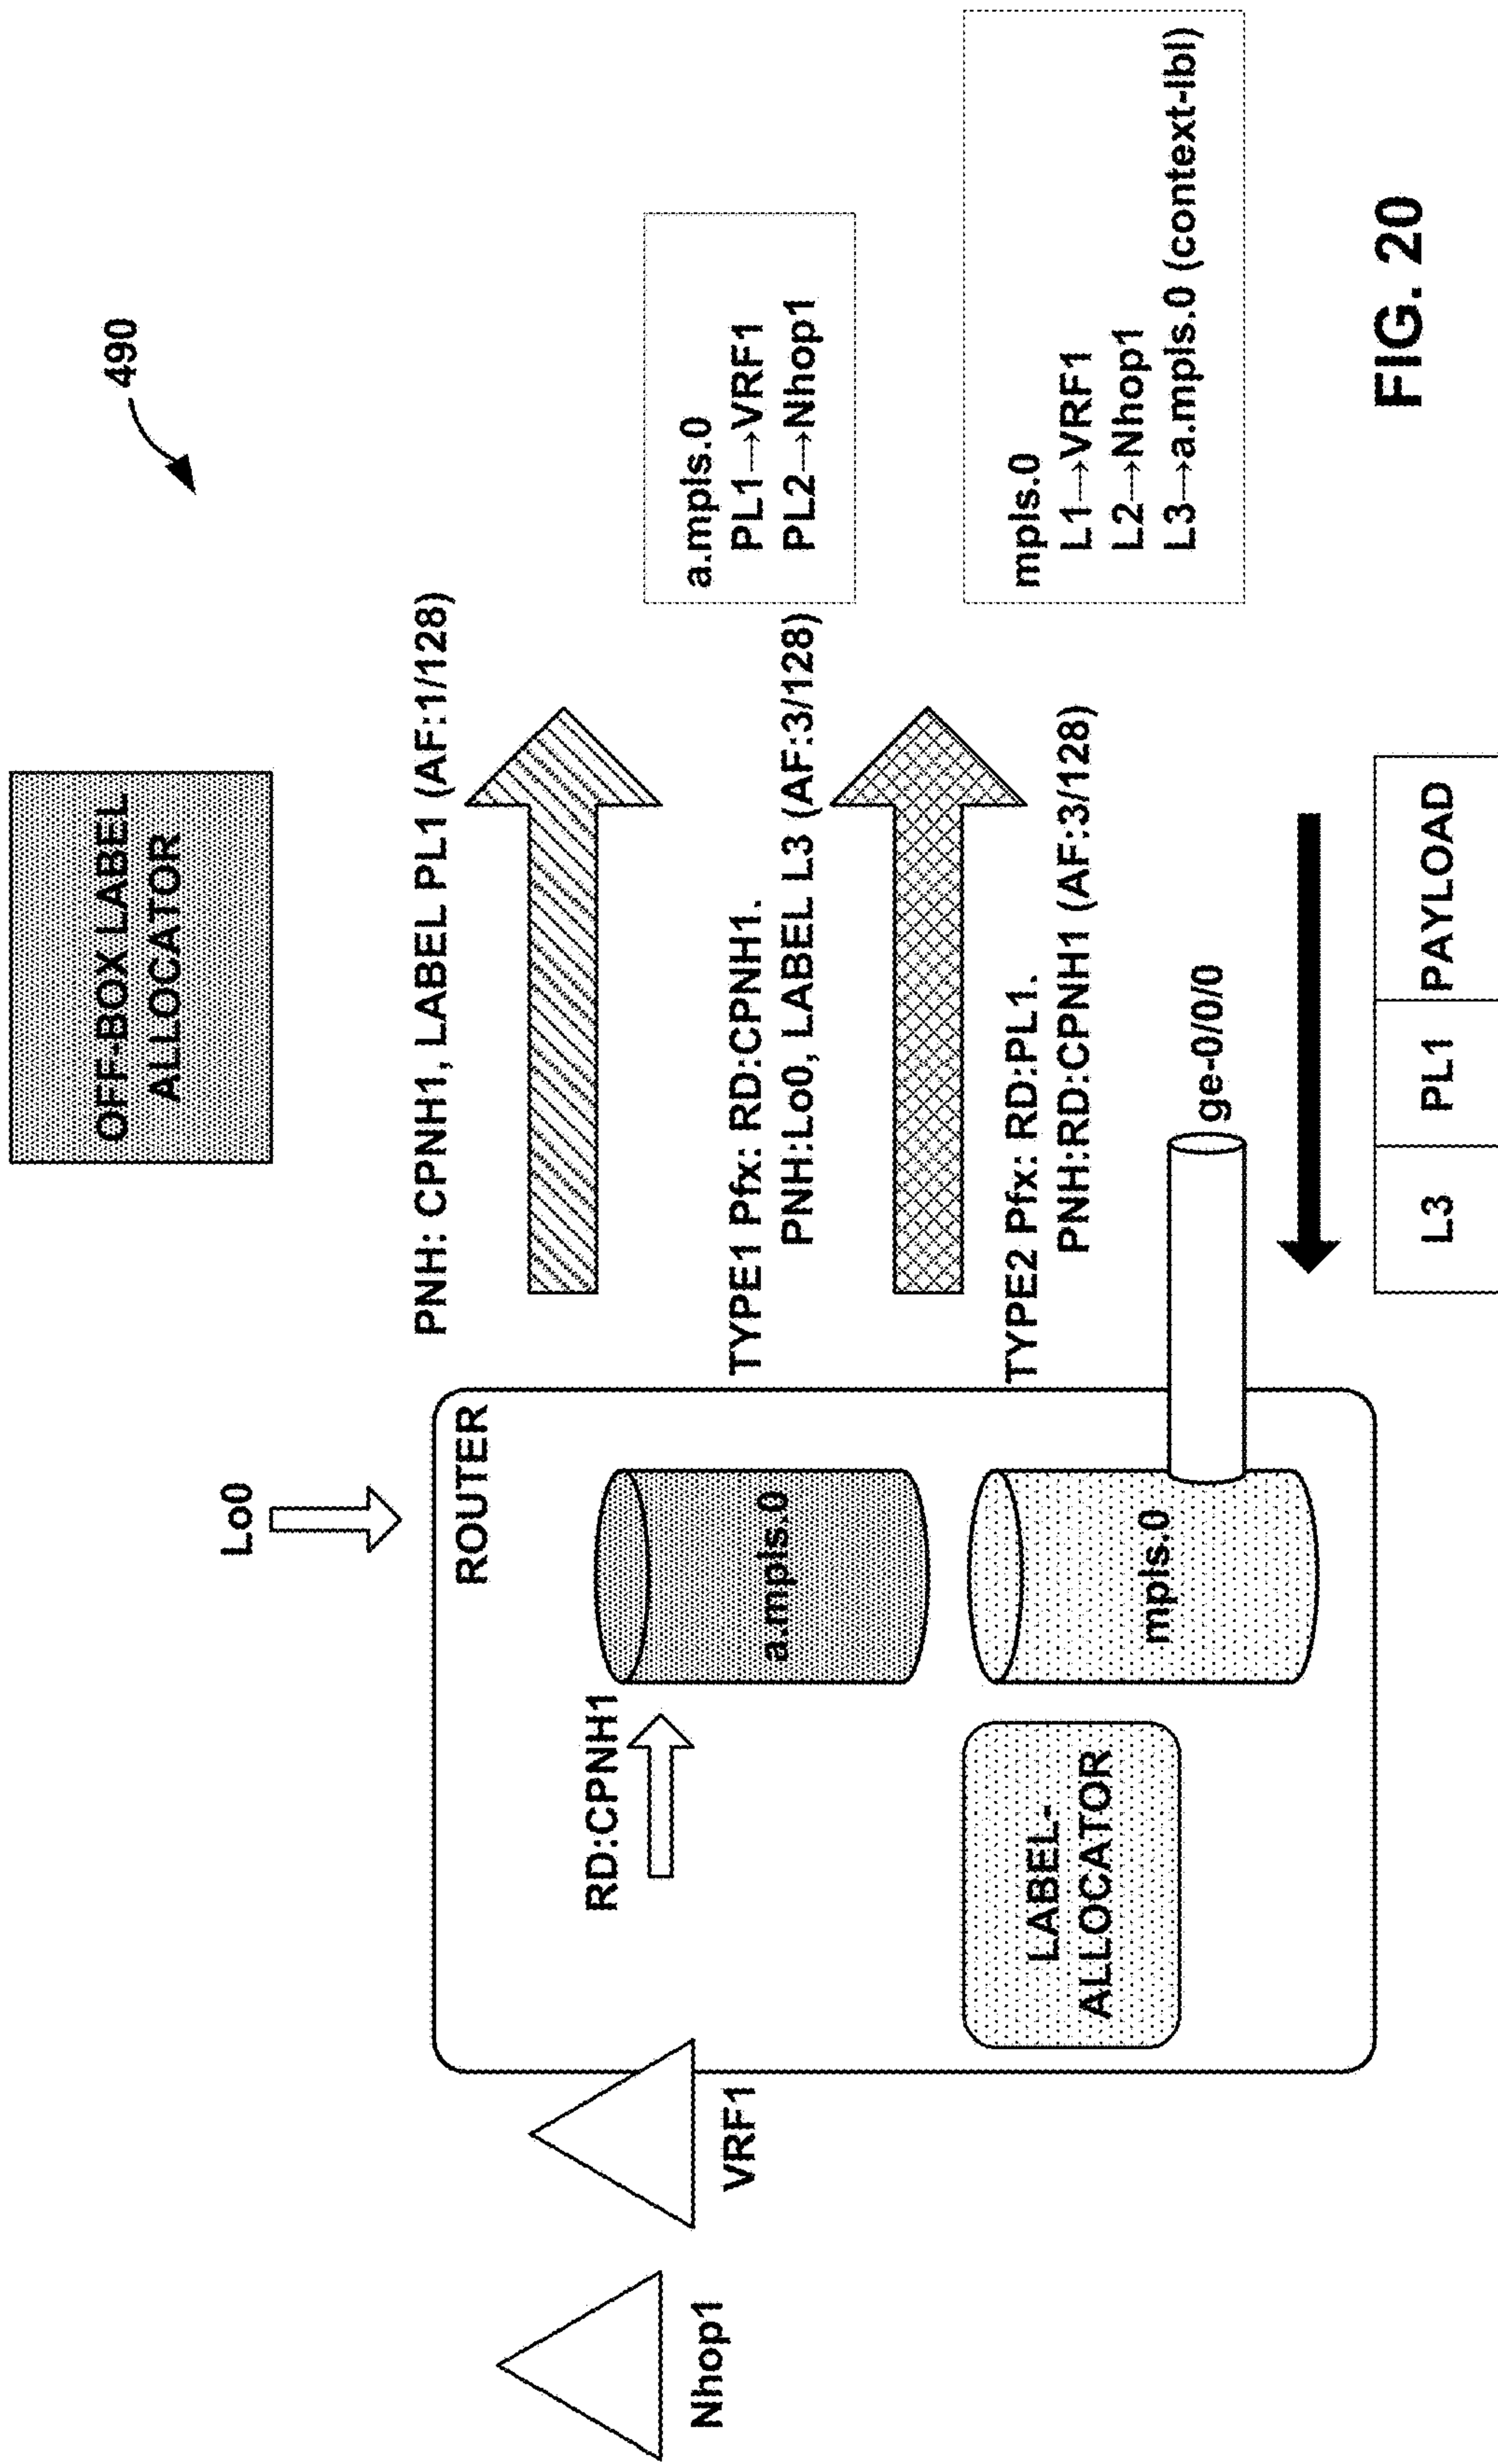 490
OFF-BOX LABEL
ALLOCATOR
Lo0
ROUTER
PNH: CPNH1, LABEL PL1 (AF:1/128)
a.mpls.0
PL1→VRF1
PL2→Nhop1
Nhop1
VRF1
RD:CPNH1
a.mpls.0
TYPE1 Pfx: RD:CPNH1.
PNH:Lo0, LABEL L3 (AF:3/128)
mpls.0
L1→VRF1
L2→Nhop1
L3→a.mpls.0 (context-lbl)
LABEL-
ALLOCATOR
mpls.0
TYPE2 Pfx: RD:PL1.
PNH:RD:CPNH1 (AF:3/128)
ge-0/0/0
L3
PL1
PAYLOAD
FIG. 20